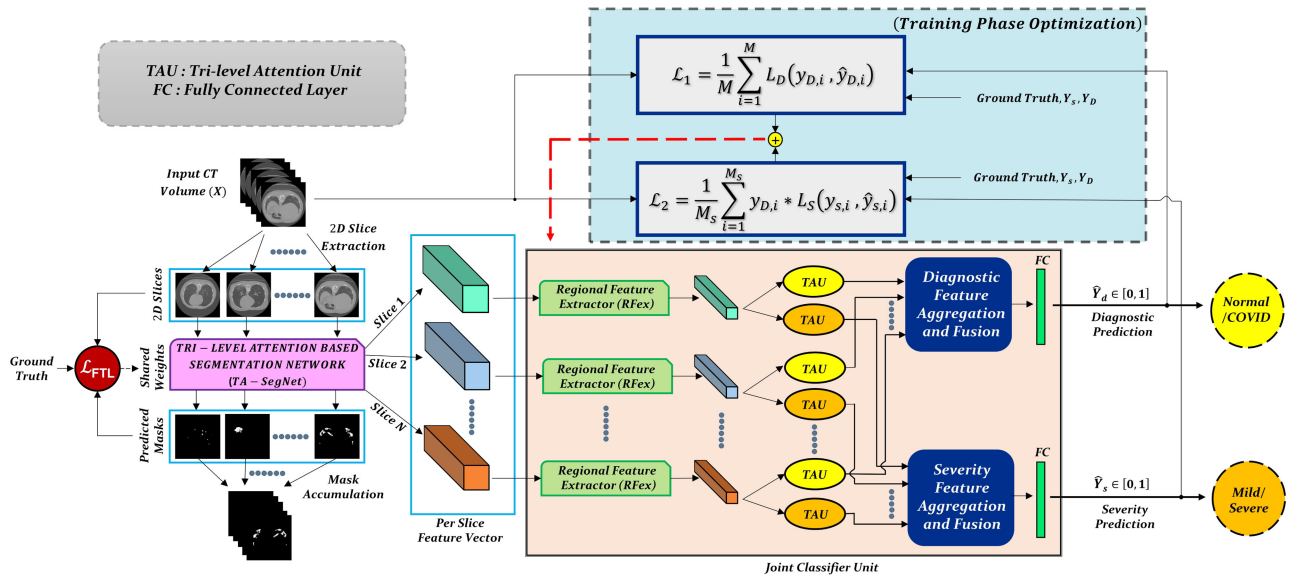 (Training Phase Optimization)
TAU : Tri-level Attention Unit
FC : Fully Connected Layer
ℒ₁ = 1/M ∑_{i=1}^{M} L_D(y_{D,i} , ŷ_{D,i})
Ground Truth, Y_s, Y_D
+
ℒ₂ = 1/M_s ∑_{i=1}^{M_s} y_{D,i} * L_S(y_{s,i} , ŷ_{s,i})
Ground Truth, Y_s, Y_D
Input CT
Volume (X)
2D Slice
Extraction
2D Slices
Ground
Truth
ℒ_FTL
Shared
Weights
TRI – LEVEL ATTENTION BASED
SEGMENTATION NETWORK
(TA – SegNet)
Predicted
Masks
Mask
Accumulation
Slice 1
Slice 2
Slice N
Per Slice
Feature Vector
Regional Feature
Extractor (RFex)
Regional Feature
Extractor (RFex)
Regional Feature
Extractor (RFex)
TAU
TAU
TAU
TAU
TAU
TAU
Diagnostic
Feature
Aggregation
and Fusion
FC
Severity
Feature
Aggregation
and Fusion
FC
Joint Classifier Unit
Ŷ_d ∈ [0, 1]
Diagnostic
Prediction
Normal
/COVID
Ŷ_s ∈ [0, 1]
Severity
Prediction
Mild/
Severe